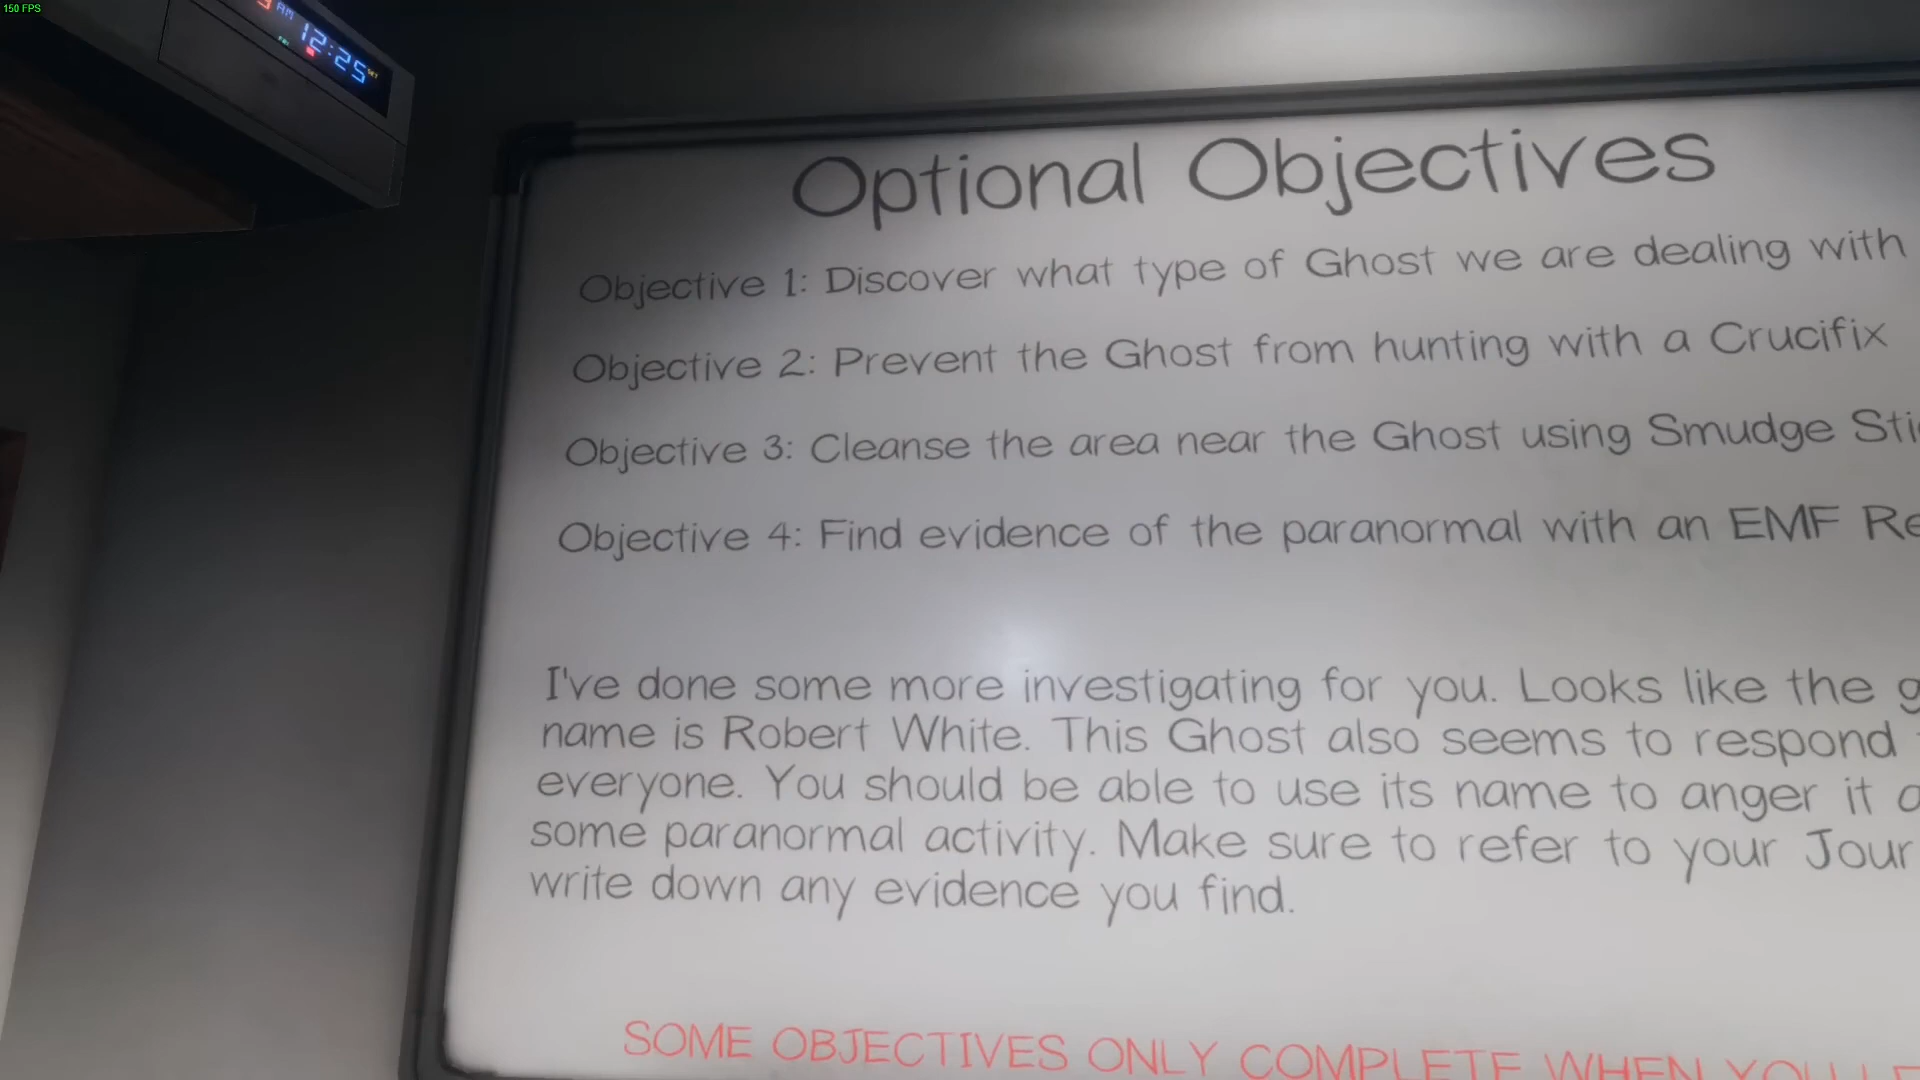 150 FPS
AM
12:25
Optional Objectives
Objective 1: Discover what type of Ghost we are dealing with
Objective 2: Prevent the Ghost from hunting with a Crucifix
Objective 3: Cleanse the area near the Ghost using Smudge
Objective 4: Find evidence of the paranormal with an EMF
I've done some more investigating for you. Looks like the
name is Robert White. This Ghost also seems to respond
everyone. You should be able to use its name to anger it
some paranormal activity. Make sure to refer to your
write down any evidence you find.
SOME OBJECTIVES ONLY COMPLETE WHEN YOU